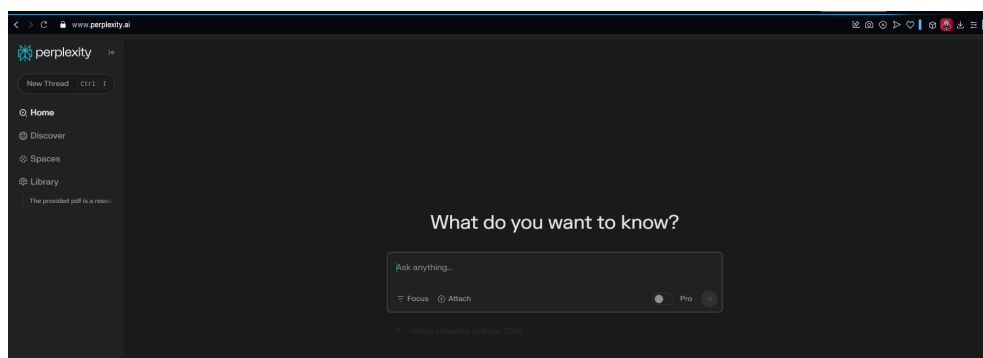 www.perplexity.ai
perplexity
New Thread Ctrl I
Home
Discover
Spaces
Library
The provided pdf is a resea
What do you want to know?
Ask anything...
Focus Attach Pro
Global university rankings 2025